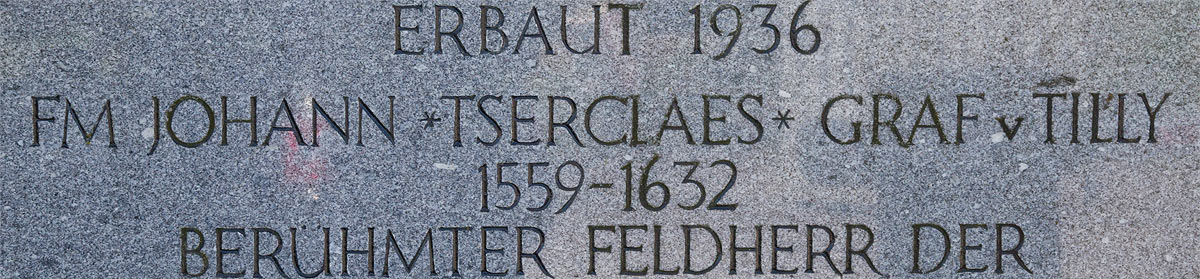 ERBAUT 1936
FM JOHANN *TSERCLAES* GRAF v TILLY
1559-1632
BERÜHMTER FELDHERR DER